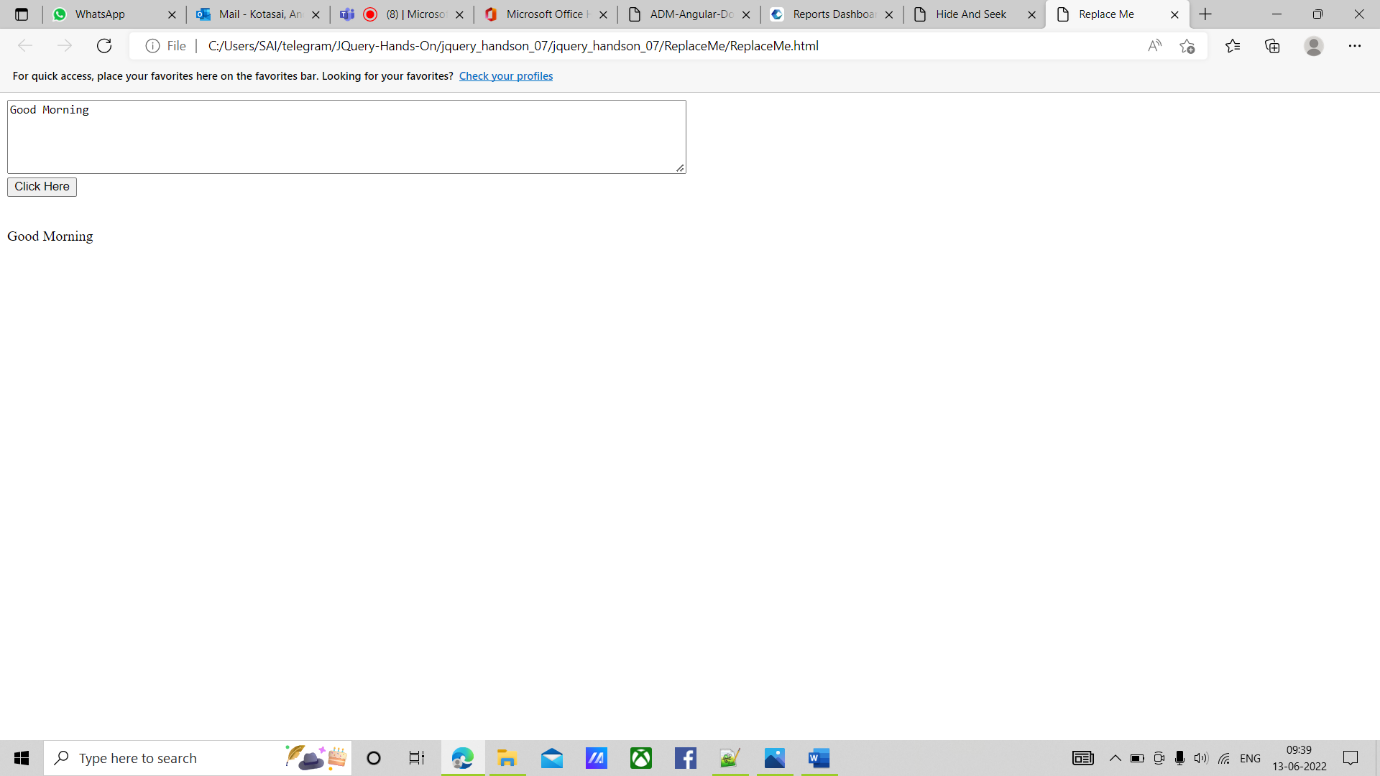 WhatsApp
Mail - Kotasai, An
(8) | Microso
Microsoft Office H
ADM-Angular-Do
Reports Dashboa
Hide And Seek
Replace Me
File | C:/Users/SAI/telegram/JQuery-Hands-On/jquery_handson_07/jquery_handson_07/ReplaceMe/ReplaceMe.html
For quick access, place your favorites here on the favorites bar. Looking for your favorites? Check your profiles
Good Morning
Click Here
Good Morning
Type here to search
ENG
09:39
13-06-2022